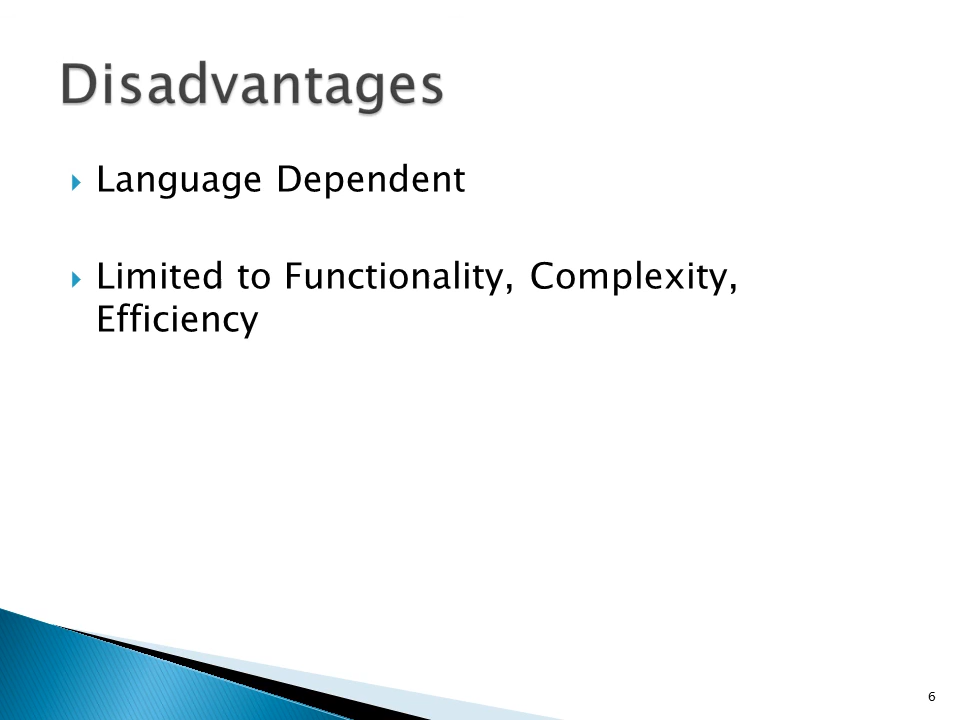 Disadvantages
Language Dependent
Limited to Functionality, Complexity,
Efficiency
6